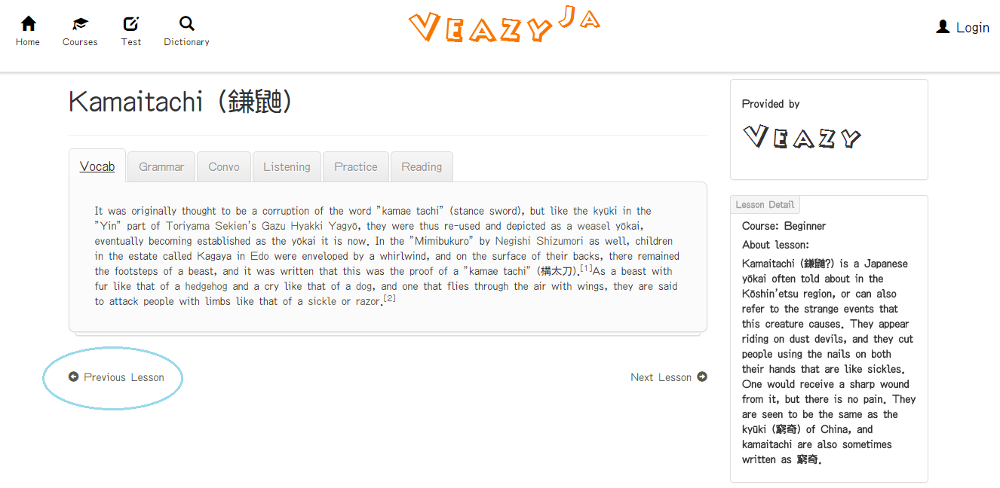 Home
Courses
Test
Dictionary
VEAZY JA
Login
Kamaitachi (鎌鼬)
Vocab
Grammar
Convo
Listening
Practice
Reading
It was originally thought to be a corruption of the word "kamae tachi" (stance sword), but like the kyūki in the
"Yin" part of Toriyama Sekien's Gazu Hyakki Yagyō, they were thus re-used and depicted as a weasel yōkai,
eventually becoming established as the yōkai it is now. In the "Mimibukuro" by Negishi Shizumori as well, children
in the estate called Kagaya in Edo were enveloped by a whirlwind, and on the surface of their backs, there remained
the footsteps of a beast, and it was written that this was the proof of a "kamae tachi" (構太刀).[1]As a beast with
fur like that of a hedgehog and a cry like that of a dog, and one that flies through the air with wings, they are said
to attack people with limbs like that of a sickle or razor.[2]
Previous Lesson
Next Lesson
Provided by
VEAZY
Lesson Detail
Course: Beginner
About lesson:
Kamaitachi (鎌鼬?) is a Japanese
yōkai often told about in the
Kōshin'etsu region, or can also
refer to the strange events that
this creature causes. They appear
riding on dust devils, and they cut
people using the nails on both
their hands that are like sickles.
One would receive a sharp wound
from it, but there is no pain. They
are seen to be the same as the
kyūki (窮奇) of China, and
kamaitachi are also sometimes
written as 窮奇.